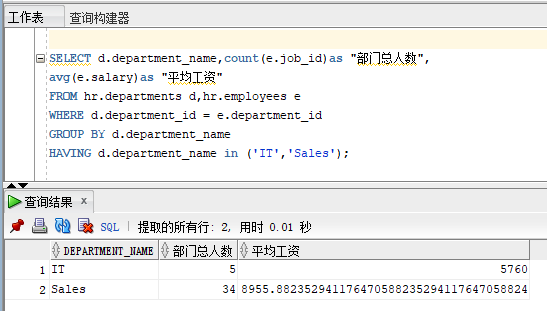 工作表 查询构建器
SELECT d.department_name,count(e.job_id)as "部门总人数",
avg(e.salary)as "平均工资"
FROM hr.departments d,hr.employees e
WHERE d.department_id = e.department_id
GROUP BY d.department_name
HAVING d.department_name in ('IT','Sales');
查询结果 x
SQL | 提取的所有行: 2, 用时 0.01 秒
DEPARTMENT_NAME 部门总人数 平均工资
1 IT 5 5760
2 Sales 34 8955.88235294117647058823529411764705882